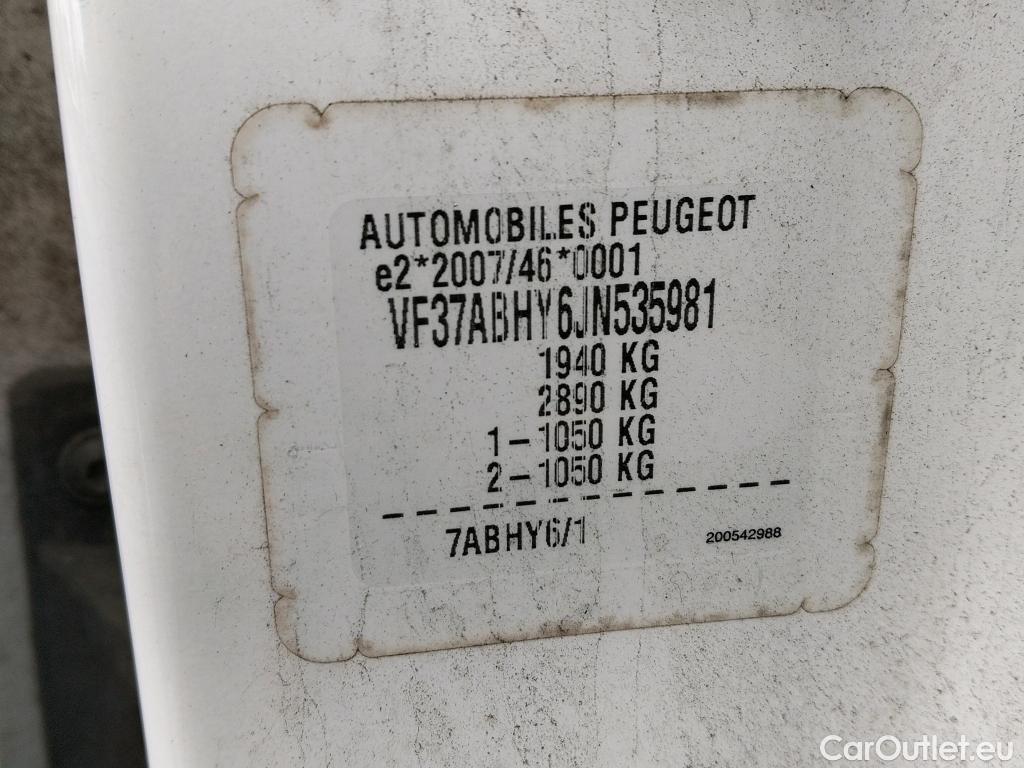 AUTOMOBILES PEUGEOT
e2*2007/46*0001
VF37ABHY6JN535981
1940 KG
2890 KG
1-1050 KG
2-1050 KG
7ABHY6/1
200542988
CarOutlet.eu